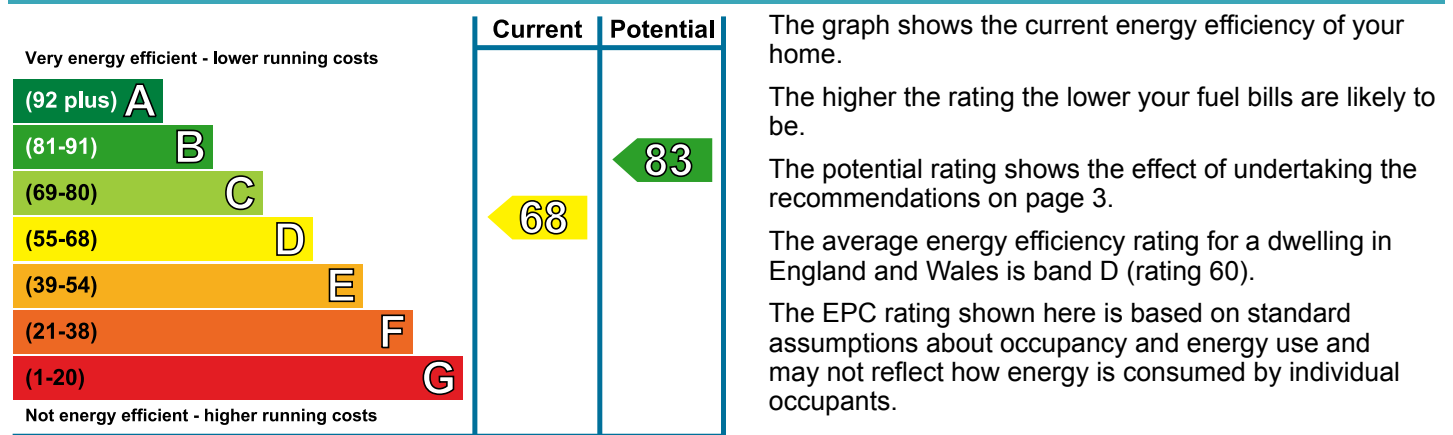 Current Potential
Very energy efficient - lower running costs
(92 plus) A
(81-91) B
(69-80) C
(55-68) D
(39-54) E
(21-38) F
(1-20) G
Not energy efficient - higher running costs
83
68
The graph shows the current energy efficiency of your
home.
The higher the rating the lower your fuel bills are likely to
be.
The potential rating shows the effect of undertaking the
recommendations on page 3.
The average energy efficiency rating for a dwelling in
England and Wales is band D (rating 60).
The EPC rating shown here is based on standard
assumptions about occupancy and energy use and
may not reflect how energy is consumed by individual
occupants.